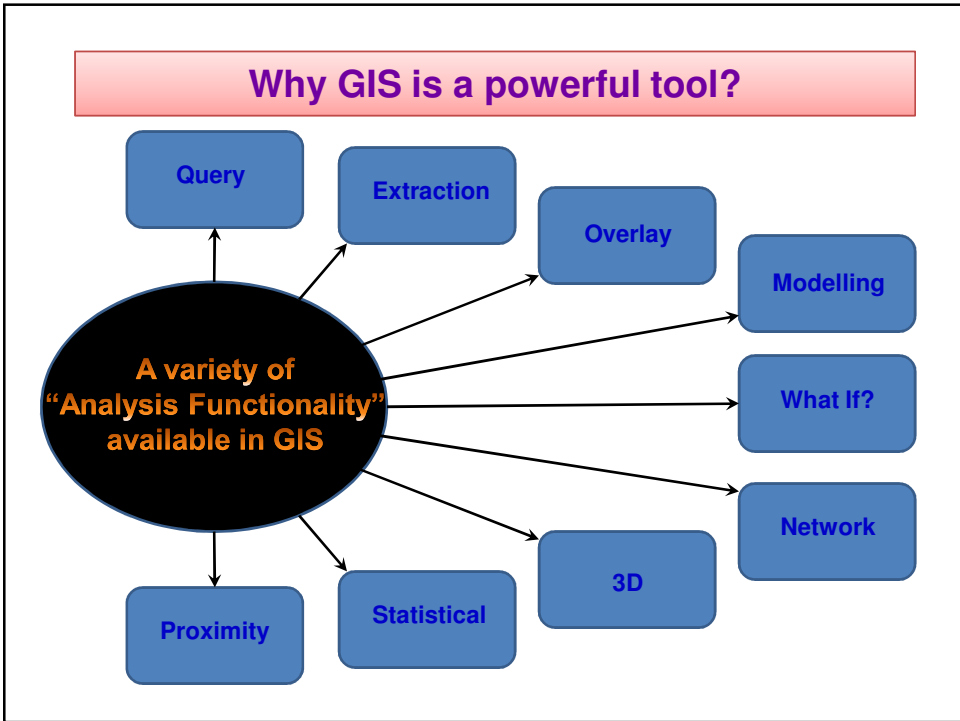 Why GIS is a powerful tool?
Query
Extraction
Overlay
Modelling
A variety of
“Analysis Functionality”
available in GIS
What If?
Network
3D
Statistical
Proximity